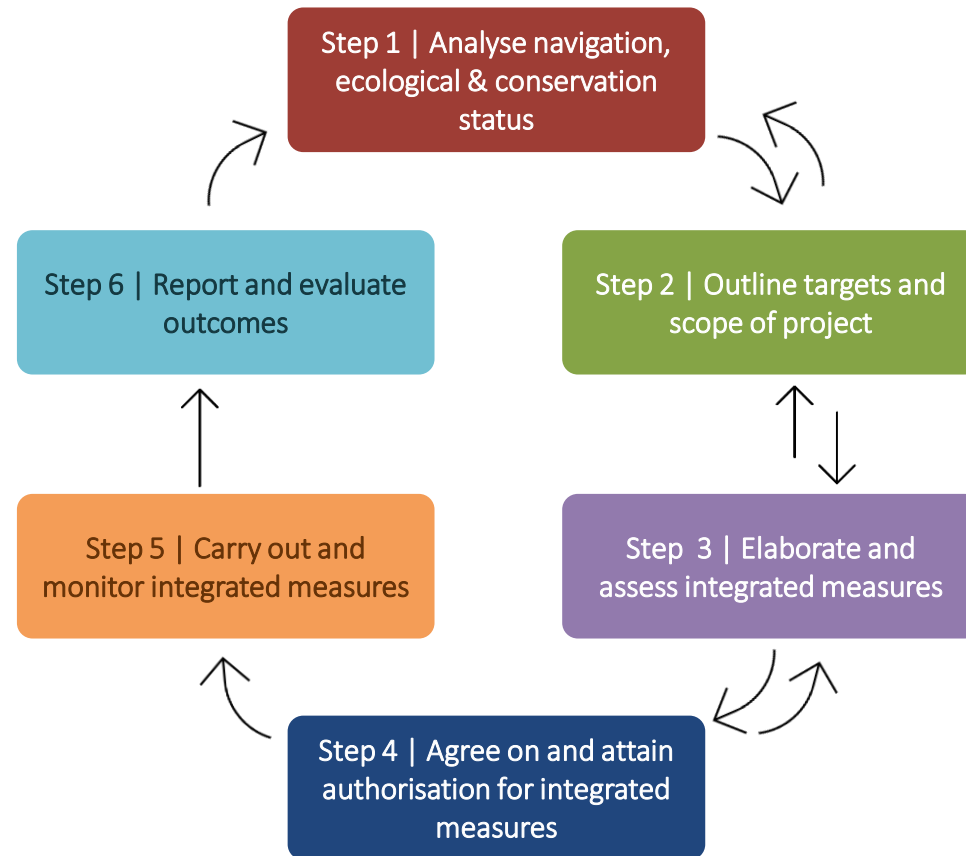 Step 1 | Analyse navigation,
ecological & conservation
status
Step 2 | Outline targets and
scope of project
Step  3 | Elaborate and
assess integrated measures
Step 4 | Agree on and attain
authorisation for integrated
measures
Step 5 | Carry out and
monitor integrated measures
Step 6 | Report and evaluate
outcomes